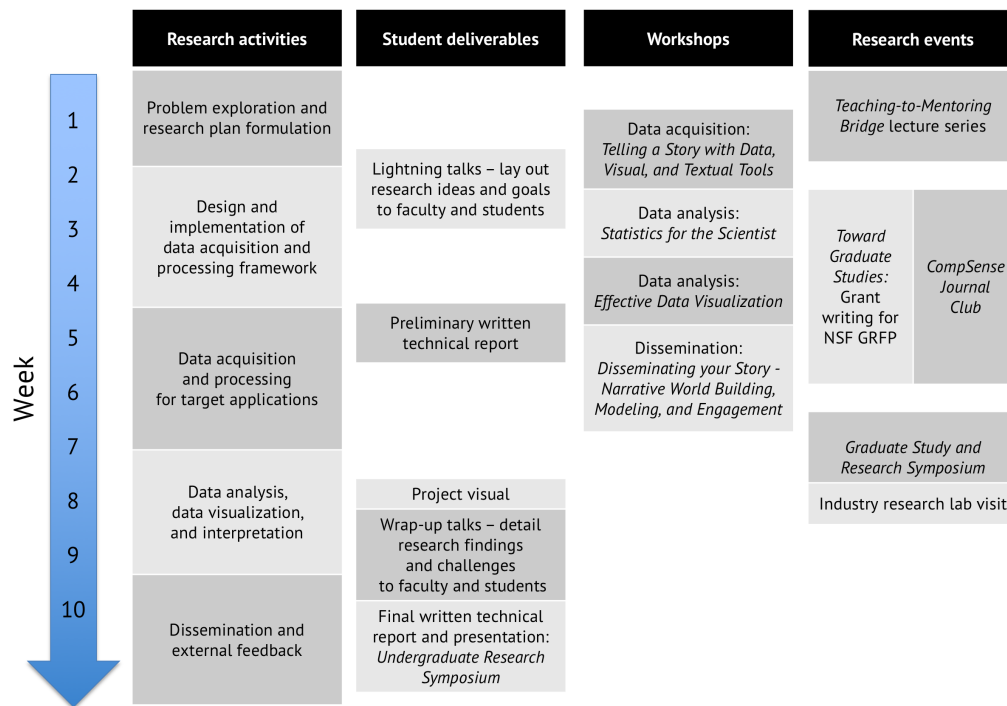 Research activities
Student deliverables
Workshops
Research events
Week
1
2
3
4
5
6
7
8
9
10
Problem exploration and
research plan formulation
Design and
implementation of
data acquisition and
processing framework
Data acquisition
and processing
for target applications
Data analysis,
data visualization,
and interpretation
Dissemination and
external feedback
Lightning talks – lay out
research ideas and goals
to faculty and students
Preliminary written
technical report
Project visual
Wrap-up talks – detail
research findings
and challenges
to faculty and students
Final written technical
report and presentation:
Undergraduate Research
Symposium
Data acquisition:
Telling a Story with Data,
Visual, and Textual Tools
Data analysis:
Statistics for the Scientist
Data analysis:
Effective Data Visualization
Dissemination:
Disseminating your Story -
Narrative World Building,
Modeling, and Engagement
Teaching-to-Mentoring
Bridge lecture series
Toward
Graduate
Studies:
Grant
writing for
NSF GRFP
CompSense
Journal
Club
Graduate Study and
Research Symposium
Industry research lab visit